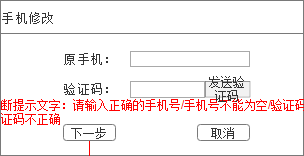 手机修改
原手机：
验证码： 发送验
证码
断提示文字：请输入正确的手机号/手机号不能为空/验证码
证码不正确
下一步 取消